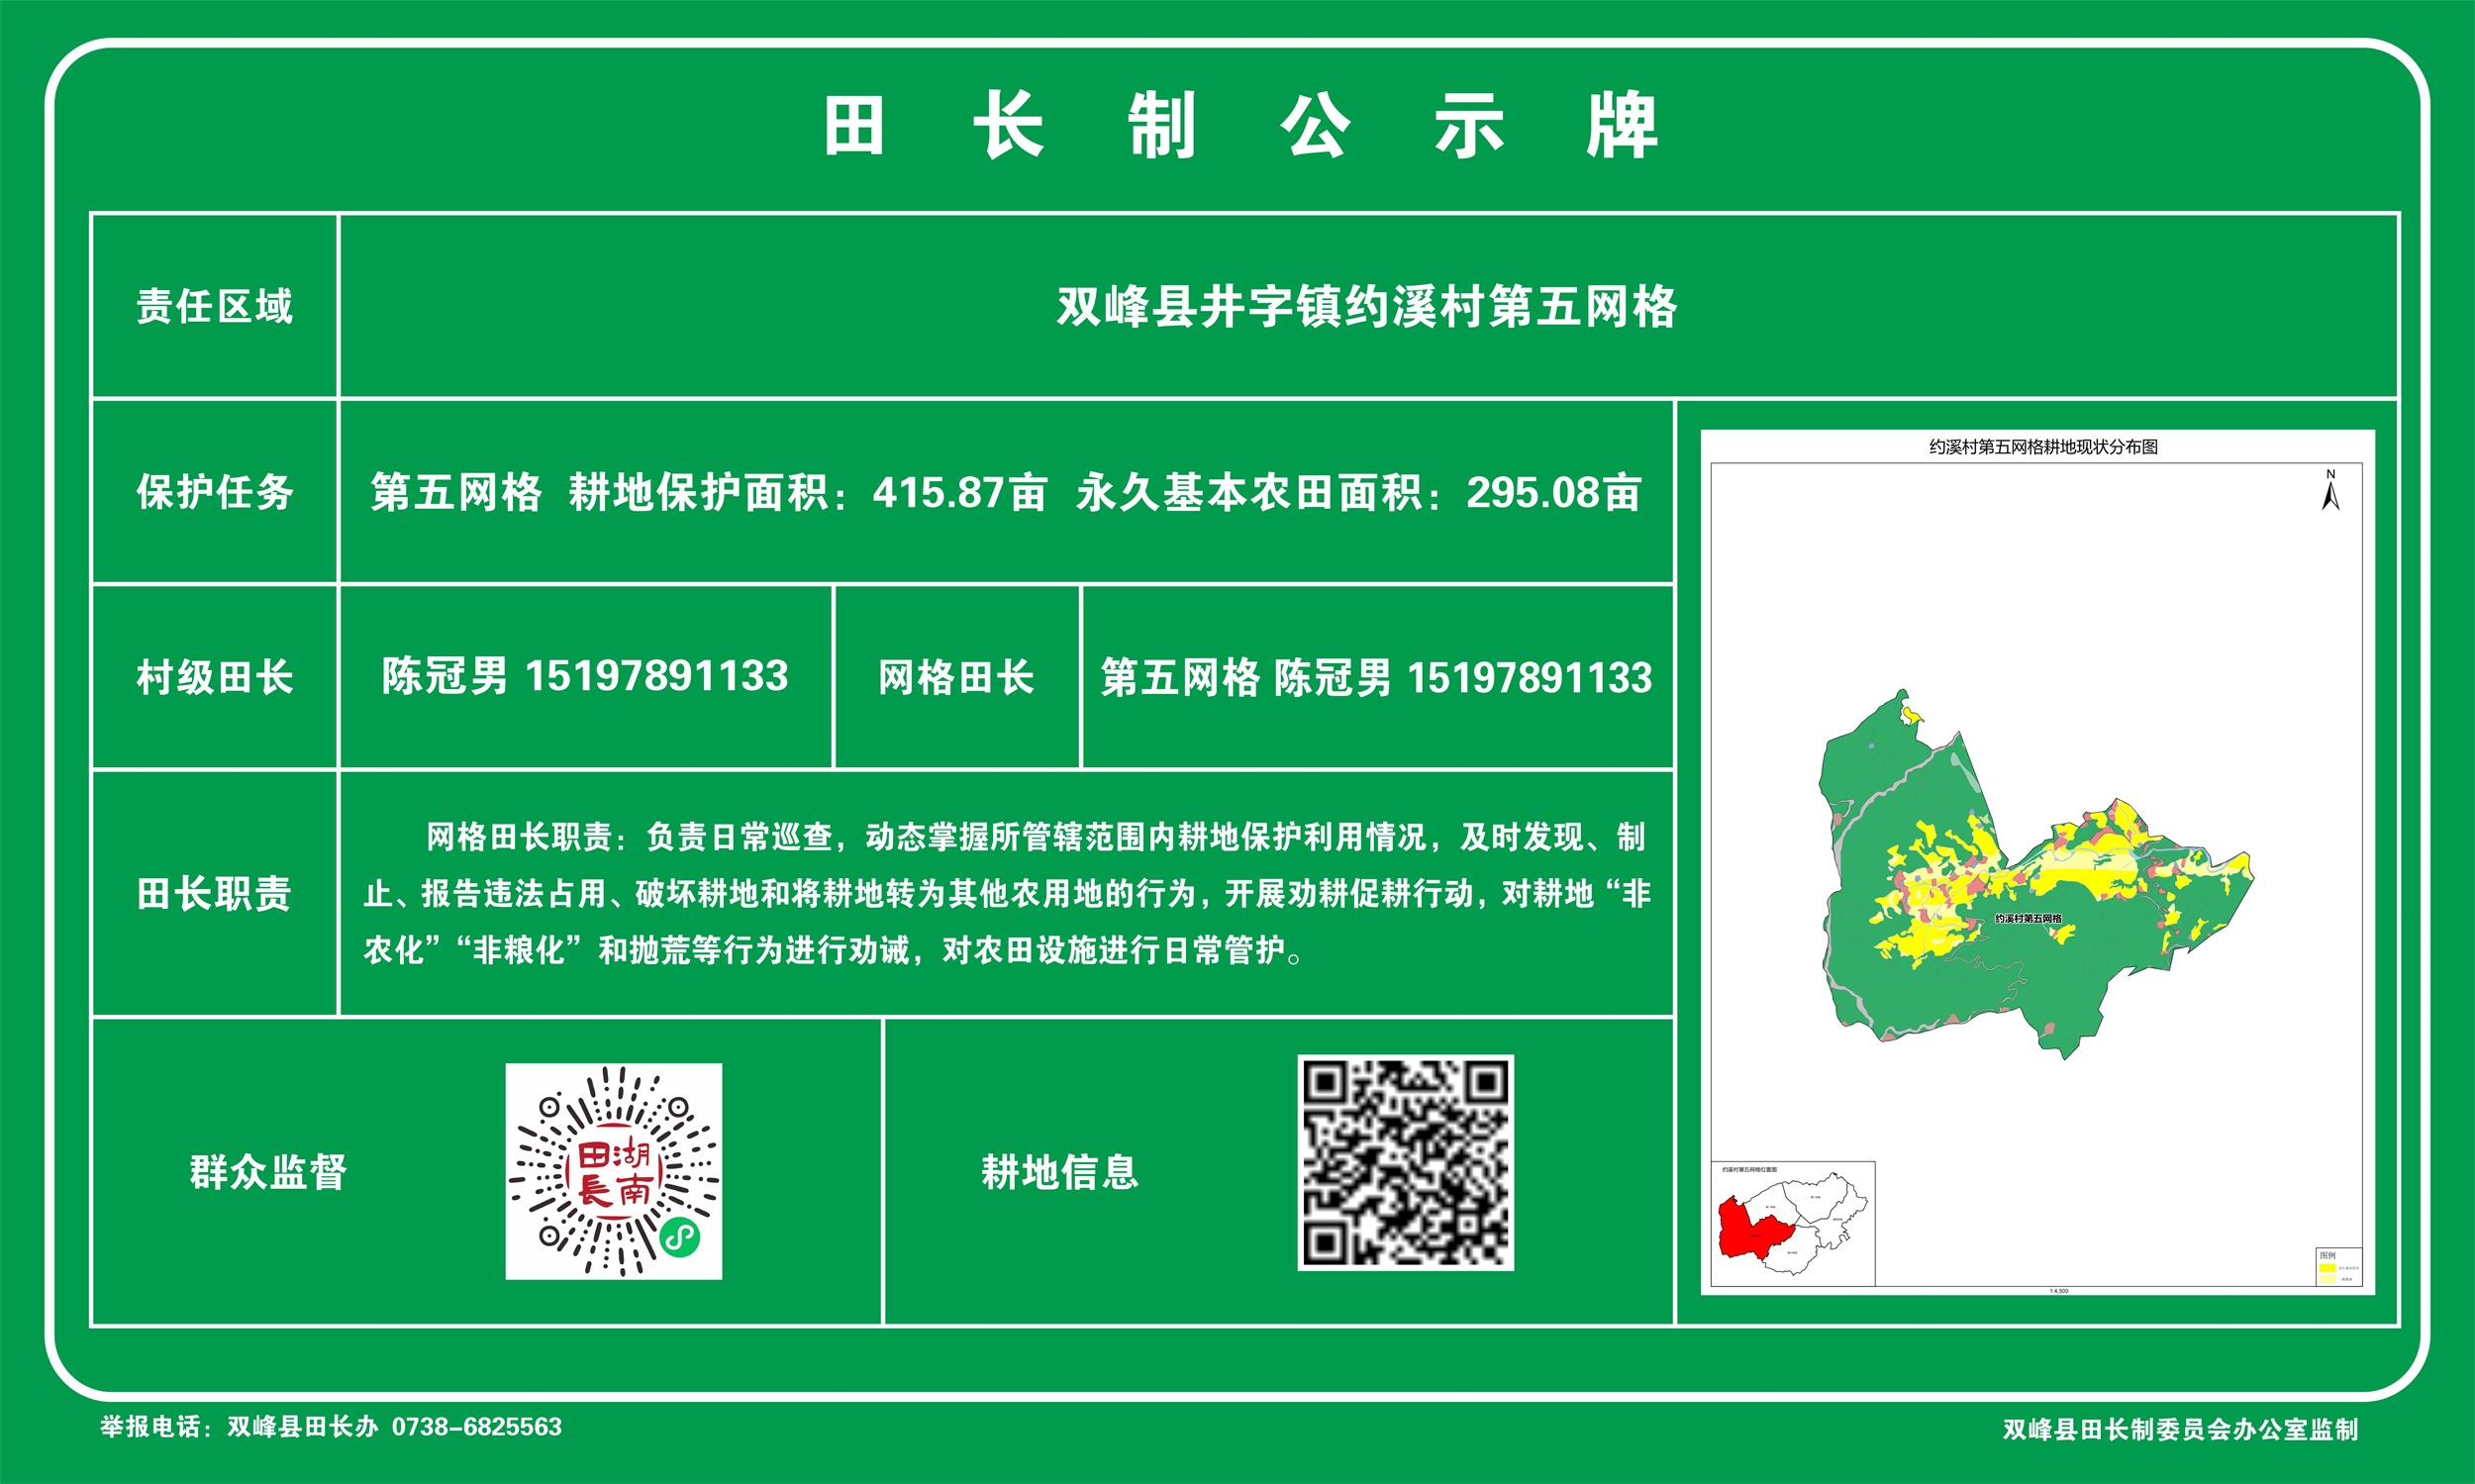 田长制公示牌
责任区域
双峰县井字镇约溪村第五网格
保护任务
第五网格 耕地保护面积：415.87亩 永久基本农田面积：295.08亩
村级田长
陈冠男 15197891133
网格田长
第五网格 陈冠男 15197891133
田长职责
网格田长职责：负责日常巡查，动态掌握所管辖范围内耕地保护利用情况，及时发现、制
止、报告违法占用、破坏耕地和将耕地转为其他农用地的行为，开展劝耕促耕行动，对耕地“非
农化”“非粮化”和抛荒等行为进行劝诫，对农田设施进行日常管护。
约溪村第五网格耕地现状分布图
N
约溪村第五网格
约溪村第五网格位置图
图例
1:4,500
群众监督
湖南
田長
耕地信息
举报电话：双峰县田长办 0738-6825563
双峰县田长制委员会办公室监制